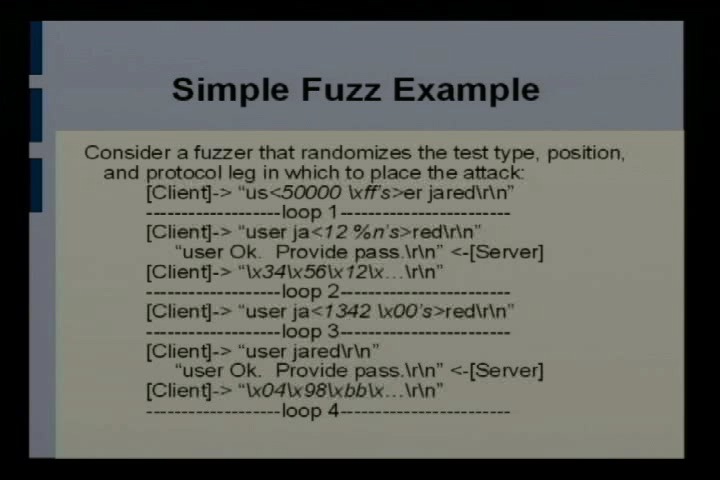 Simple Fuzz Example
Consider a fuzzer that randomizes the test type, position,
and protocol leg in which to place the attack:
[Client]-> “us<50000 \xff’s>er jared\r\n”
-------------------loop 1------------------------
[Client]-> “user ja<12 %n’s>red\r\n”
“user Ok.  Provide pass.\r\n” <-[Server]
[Client]-> “\x34\x56\x12\x…\r\n”
-------------------loop 2------------------------
[Client]-> “user ja<1342 \x00’s>red\r\n”
-------------------loop 3------------------------
[Client]-> “user jared\r\n”
“user Ok.  Provide pass.\r\n” <-[Server]
[Client]-> “\x04\x98\xbb\x…\r\n”
-------------------loop 4------------------------